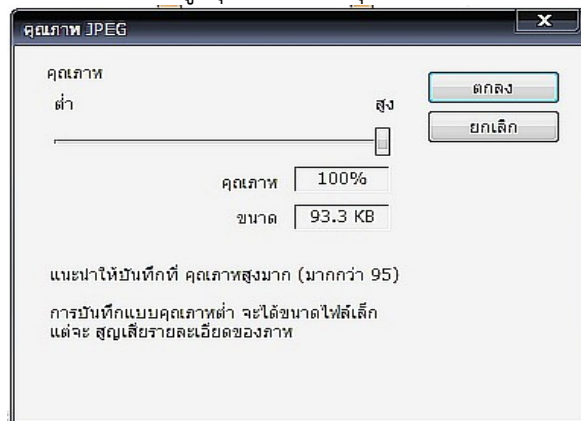 คุณภาพ JPEG
คุณภาพ
ต่ำ สูง
ตกลง
ยกเลิก
คุณภาพ 100%
ขนาด 93.3 KB
แนะนำให้บันทึกที่ คุณภาพสูงมาก (มากกว่า 95)
การบันทึกแบบคุณภาพต่ำ จะได้ขนาดไฟล์เล็ก
แต่จะ สูญเสียรายละเอียดของภาพ